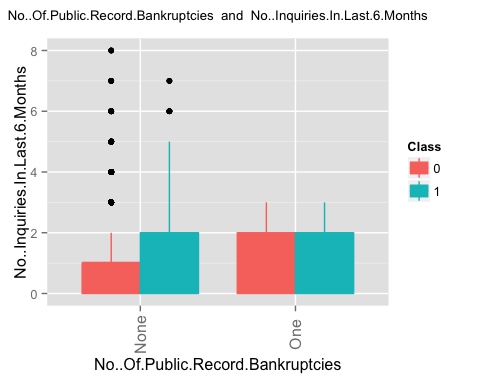 No..Of.Public.Record.Bankruptcies and No..Inquiries.In.Last.6.Months
No..Inquiries.In.Last.6.Months
8
6
4
2
0
None
One
No..Of.Public.Record.Bankruptcies
Class
0
1